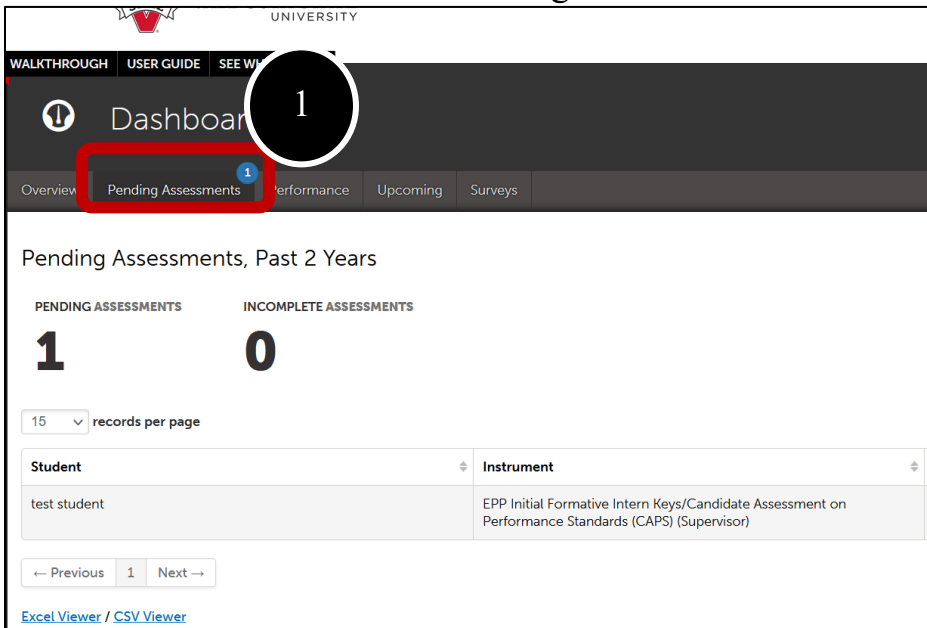 UNIVERSITY
WALKTHROUGH USER GUIDE SEE
1
Dashboar
1
Overview Pending Assessments Performance Upcoming Surveys
Pending Assessments, Past 2 Years
PENDING ASSESSMENTS INCOMPLETE ASSESSMENTS
1 0
15 records per page
Student Instrument
test student EPP Initial Formative Intern Keys/Candidate Assessment on
Performance Standards (CAPS) (Supervisor)
← Previous 1 Next →
Excel Viewer / CSV Viewer